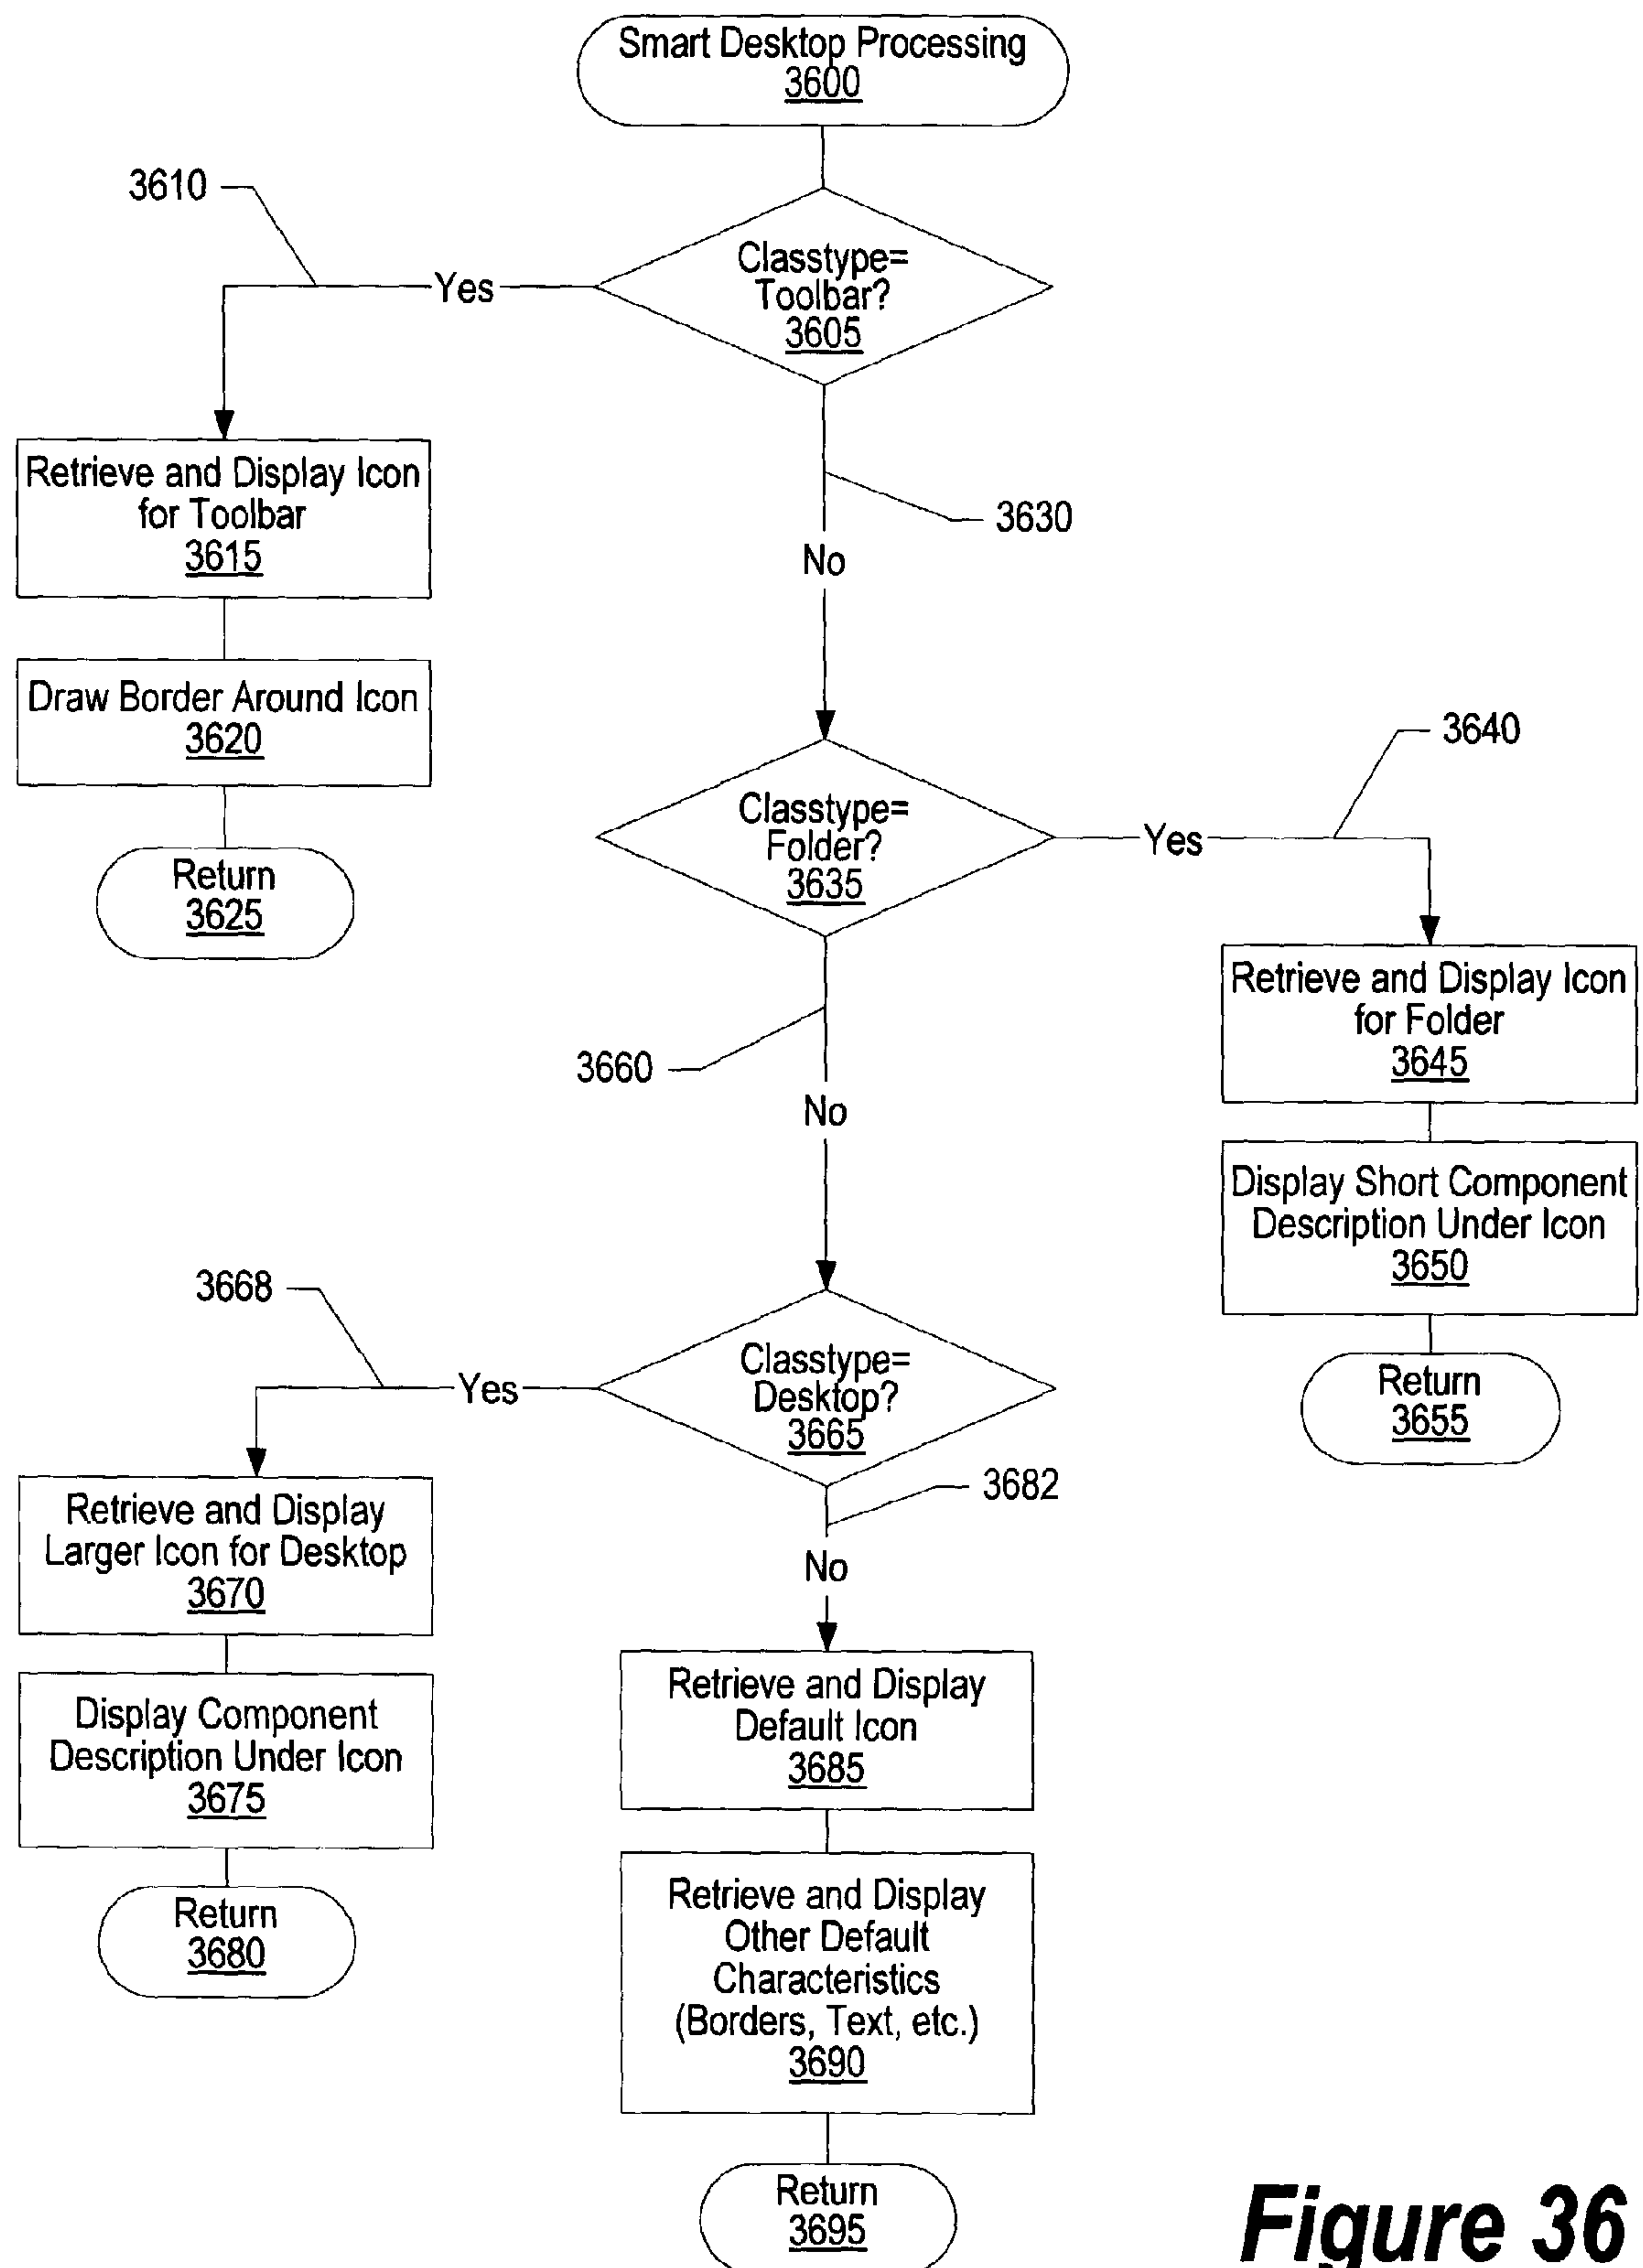 Smart Desktop Processing
3600
3610
Yes
Classtype=
Toolbar?
3605
Retrieve and Display Icon
for Toolbar
3615
3630
No
Draw Border Around Icon
3620
Return
3625
Classtype=
Folder?
3635
Yes
3640
Retrieve and Display Icon
for Folder
3645
3660
No
Display Short Component
Description Under Icon
3650
Return
3655
3668
Yes
Classtype=
Desktop?
3665
3682
No
Retrieve and Display
Larger Icon for Desktop
3670
Display Component
Description Under Icon
3675
Return
3680
Retrieve and Display
Default Icon
3685
Retrieve and Display
Other Default
Characteristics
(Borders, Text, etc.)
3690
Return
3695
Figure 36